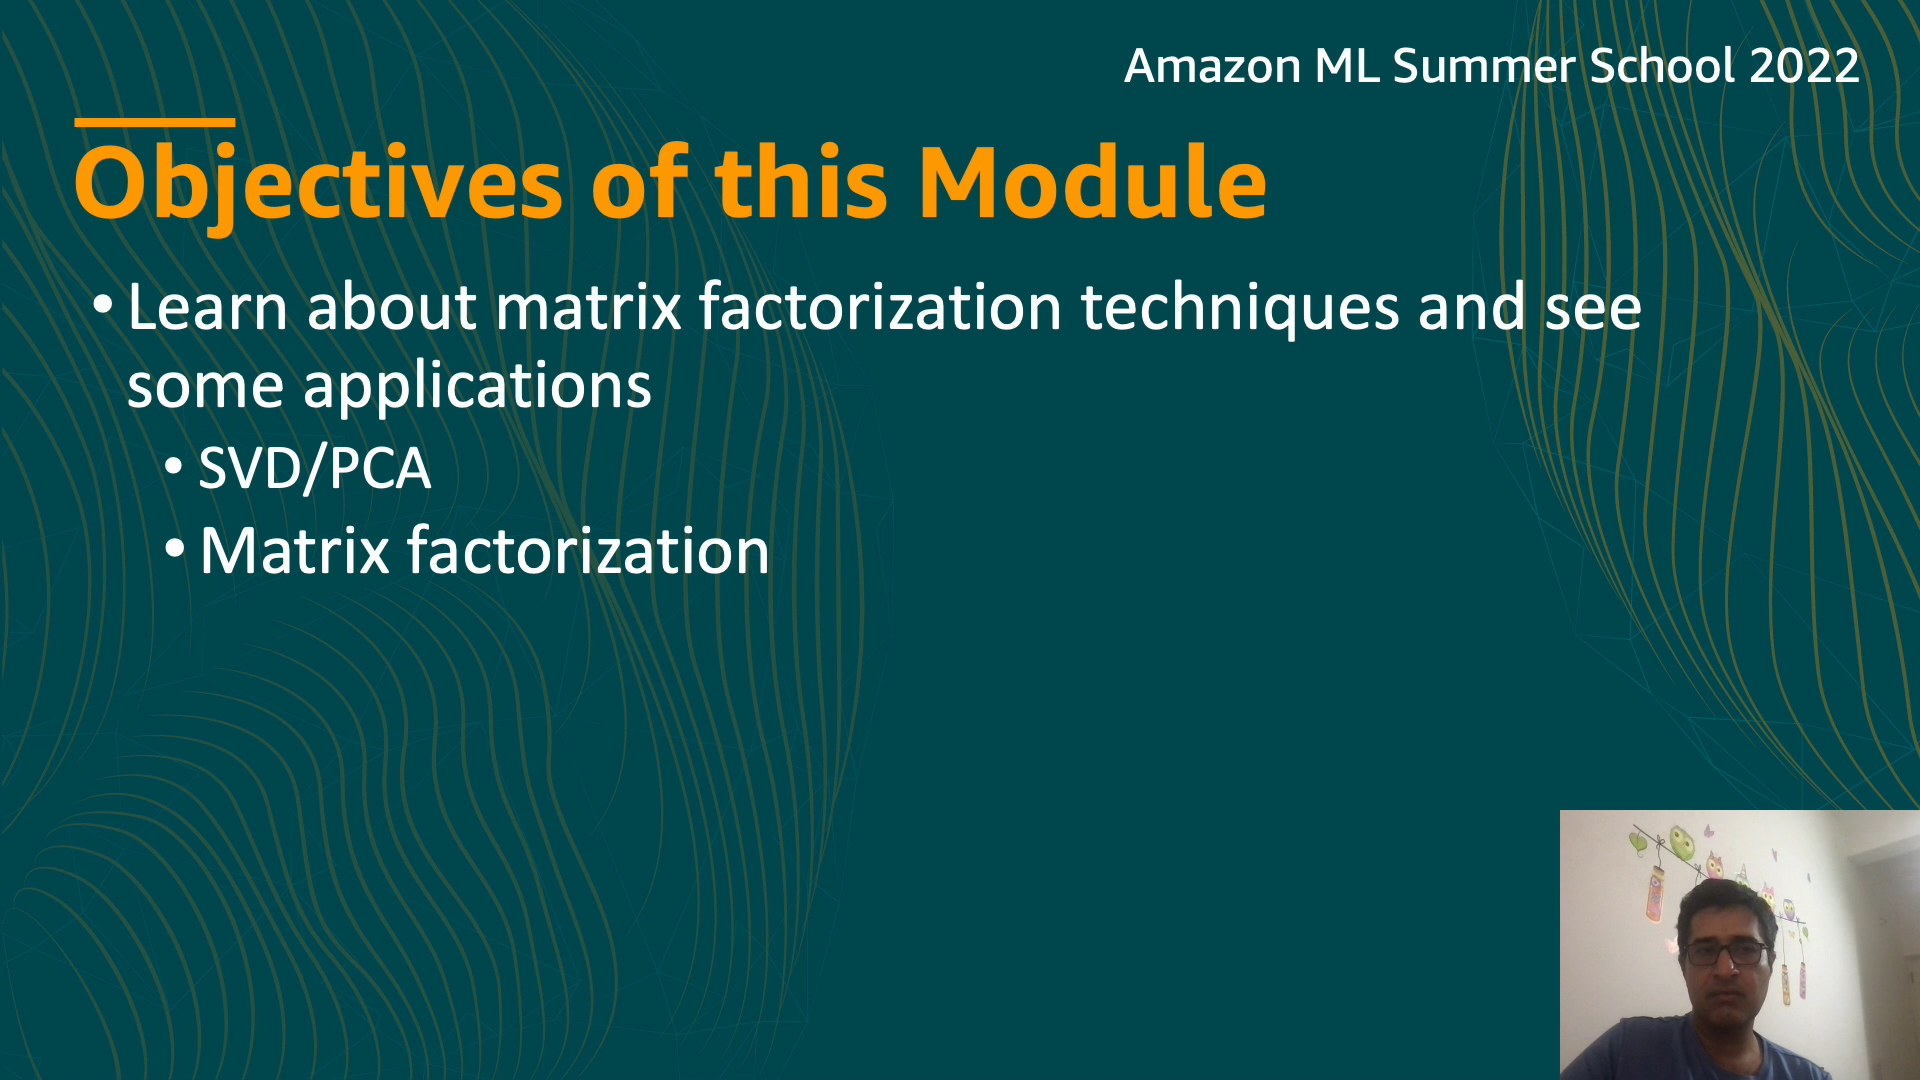 Amazon ML Summer School 2022
Objectives of this Module
• Learn about matrix factorization techniques and see
some applications
• SVD/PCA
• Matrix factorization